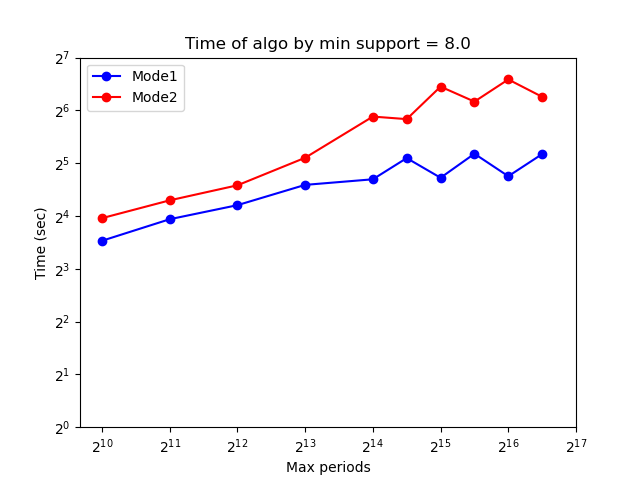 Time of algo by min support = 8.0
Mode1
Mode2
Time (sec)
2^7
2^6
2^5
2^4
2^3
2^2
2^1
2^0
2^10 2^11 2^12 2^13 2^14 2^15 2^16 2^17
Max periods